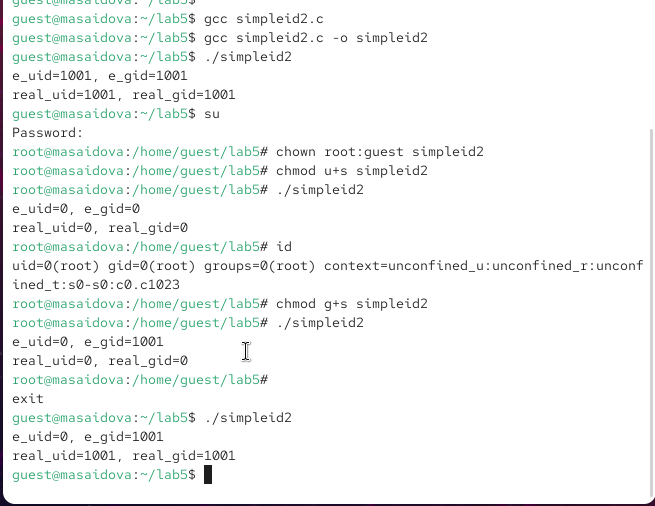 guest@masaidova:~/lab5$
guest@masaidova:~/lab5$ gcc simpleid2.c
guest@masaidova:~/lab5$ gcc simpleid2.c -o simpleid2
guest@masaidova:~/lab5$ ./simpleid2
e_uid=1001, e_gid=1001
real_uid=1001, real_gid=1001
guest@masaidova:~/lab5$ su
Password:
root@masaidova:/home/guest/lab5# chown root:guest simpleid2
root@masaidova:/home/guest/lab5# chmod u+s simpleid2
root@masaidova:/home/guest/lab5# ./simpleid2
e_uid=0, e_gid=0
real_uid=0, real_gid=0
root@masaidova:/home/guest/lab5# id
uid=0(root) gid=0(root) groups=0(root) context=unconfined_u:unconfined_r:unconf
ined_t:s0-s0:c0.c1023
root@masaidova:/home/guest/lab5# chmod g+s simpleid2
root@masaidova:/home/guest/lab5# ./simpleid2
e_uid=0, e_gid=1001
real_uid=0, real_gid=0
root@masaidova:/home/guest/lab5#
exit
guest@masaidova:~/lab5$ ./simpleid2
e_uid=0, e_gid=1001
real_uid=1001, real_gid=1001
guest@masaidova:~/lab5$